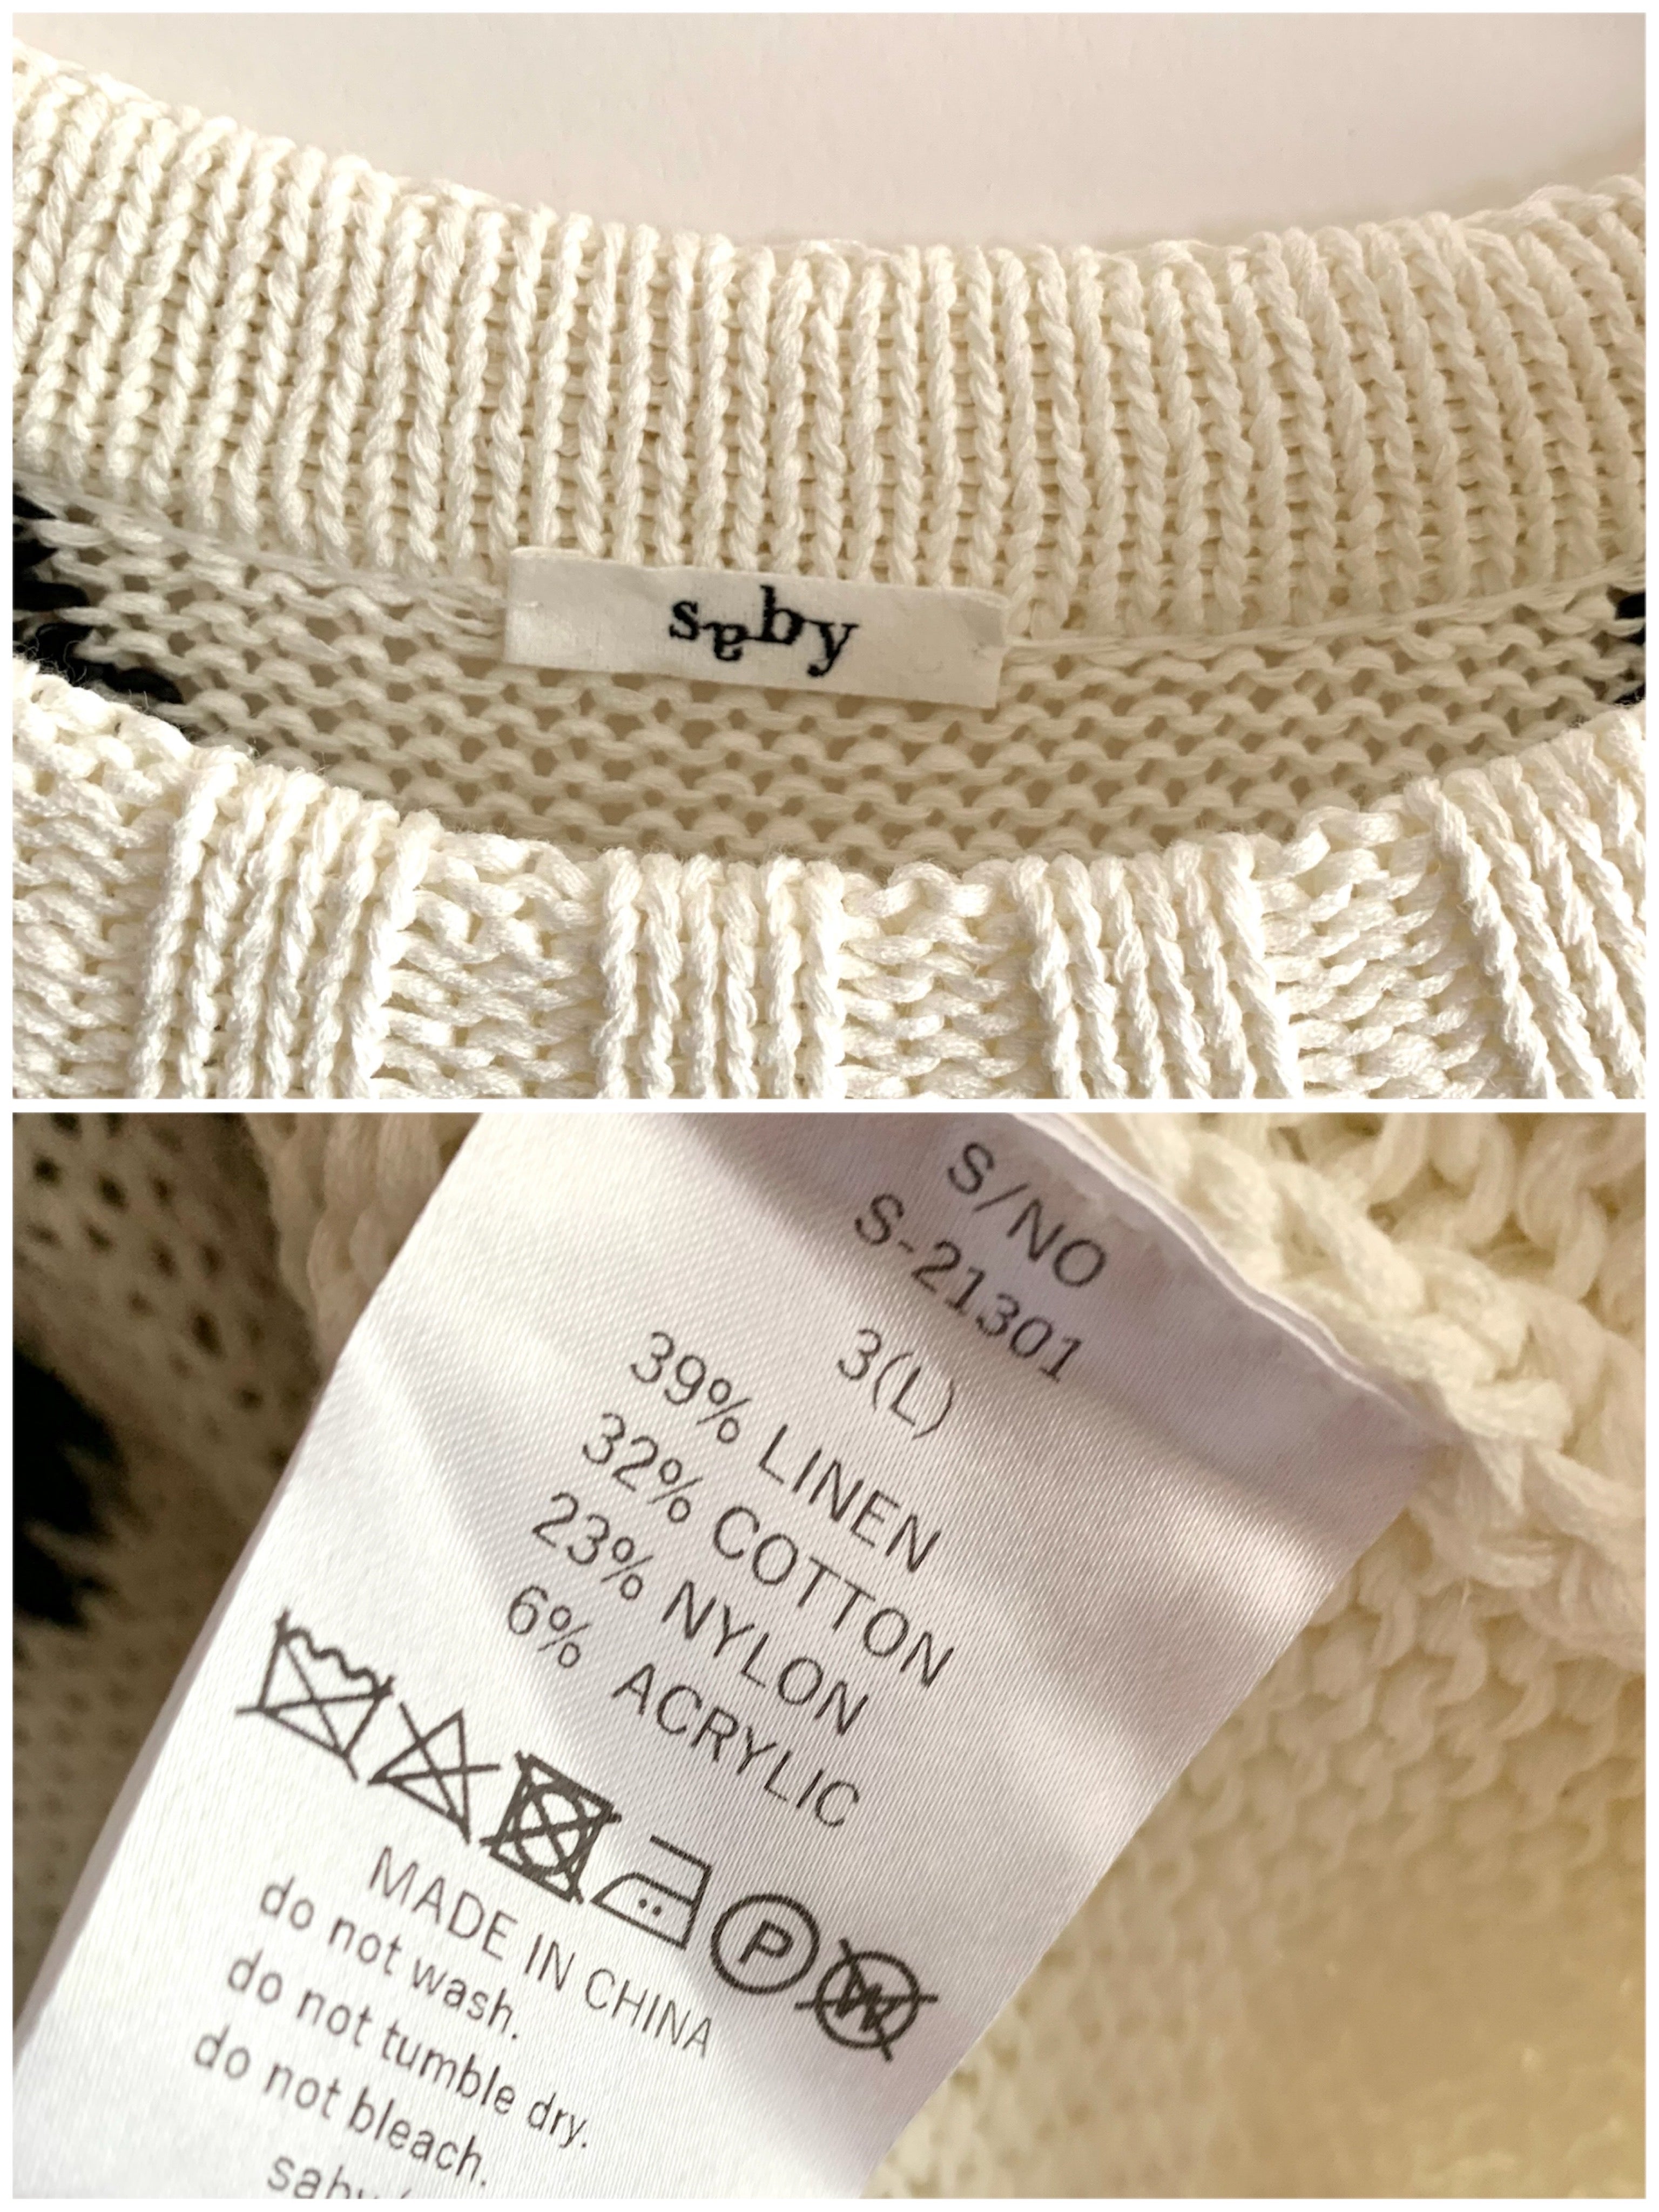 saby
S/NO
S-21301
3(L)
39% LINEN
32% COTTON
23% NYLON
6% ACRYLIC
P W
MADE IN CHINA
do not wash.
do not tumble dry.
do not bleach.
saby